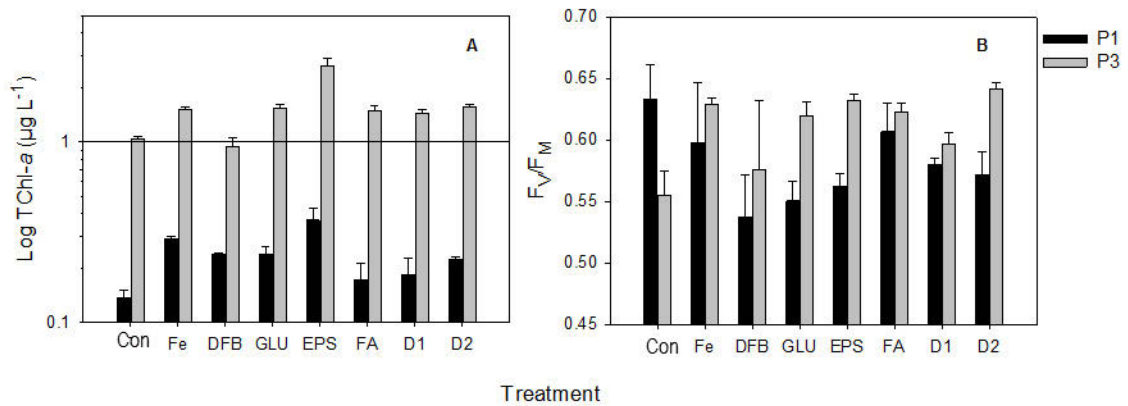 A
Log TChl-a (µg L-1)
1
0.1
Con Fe DFB GLU EPS FA D1 D2
B
F_V/F_M
0.70
0.65
0.60
0.55
0.50
0.45
Con Fe DFB GLU EPS FA D1 D2
P1
P3
Treatment